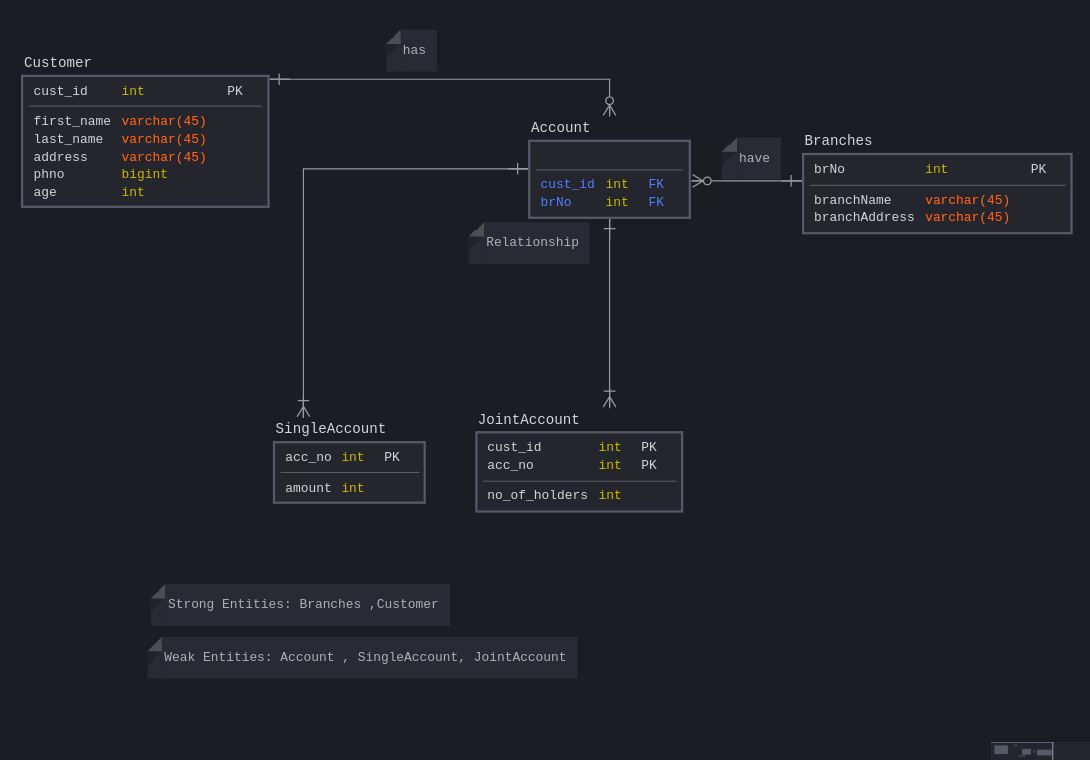 has
Customer
cust_id int PK
first_name varchar(45)
last_name varchar(45)
address varchar(45)
phno bigint
age int
Account
cust_id int FK
brNo int FK
have
Branches
brNo int PK
branchName varchar(45)
branchAddress varchar(45)
Relationship
SingleAccount
acc_no int PK
amount int
JointAccount
cust_id int PK
acc_no int PK
no_of_holders int
Strong Entities: Branches ,Customer
Weak Entities: Account , SingleAccount, JointAccount